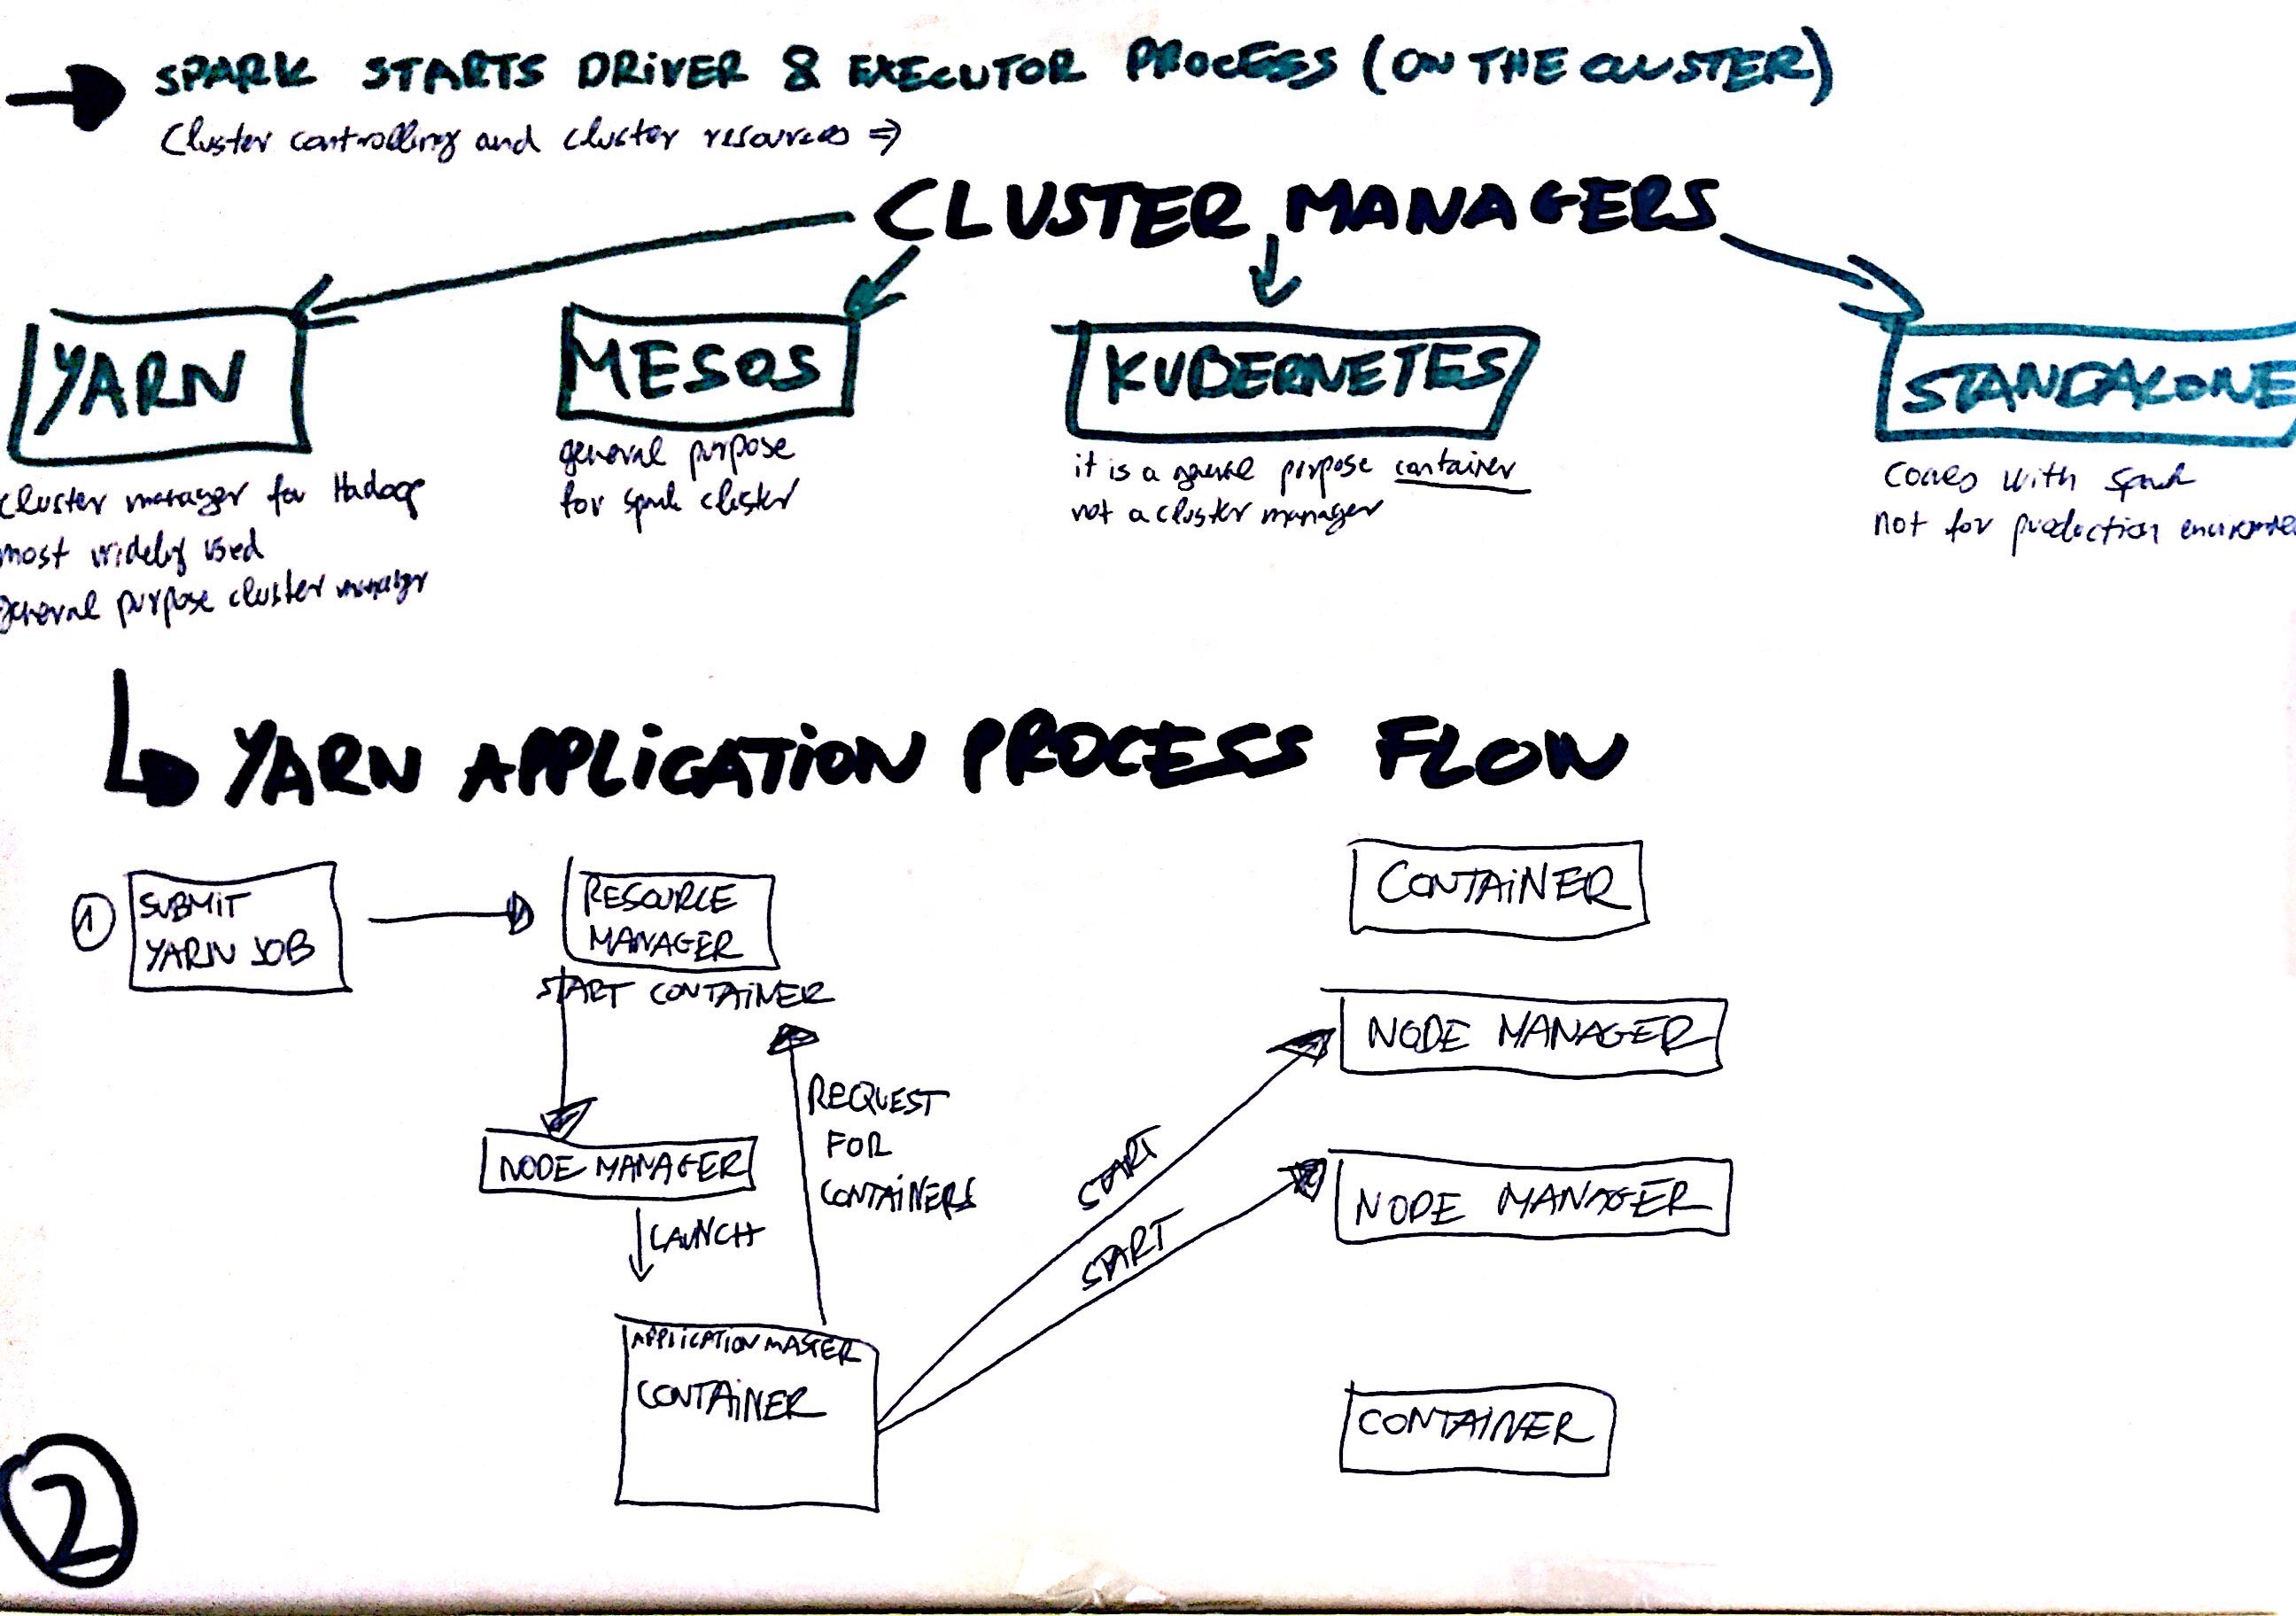 SPARK STARTS DRIVER & EXECUTOR PROCESS (ON THE CLUSTER)
Cluster controlling and cluster resources ⇒
CLUSTER MANAGERS
YARN
cluster manager for Hadoop
most widely used
general purpose cluster manager
MESOS
general purpose
for spark cluster
KUBERNETES
it is a general purpose container
not a cluster manager
STANDALONE
comes with spark
not for production
YARN APPLICATION PROCESS FLOW
1
SUBMIT
YARN JOB
RESOURCE
MANAGER
START CONTAINER
NODE MANAGER
LAUNCH
REQUEST
FOR
CONTAINERS
APPLICATION MASTER
CONTAINER
START
START
CONTAINER
NODE MANAGER
NODE MANAGER
CONTAINER
2